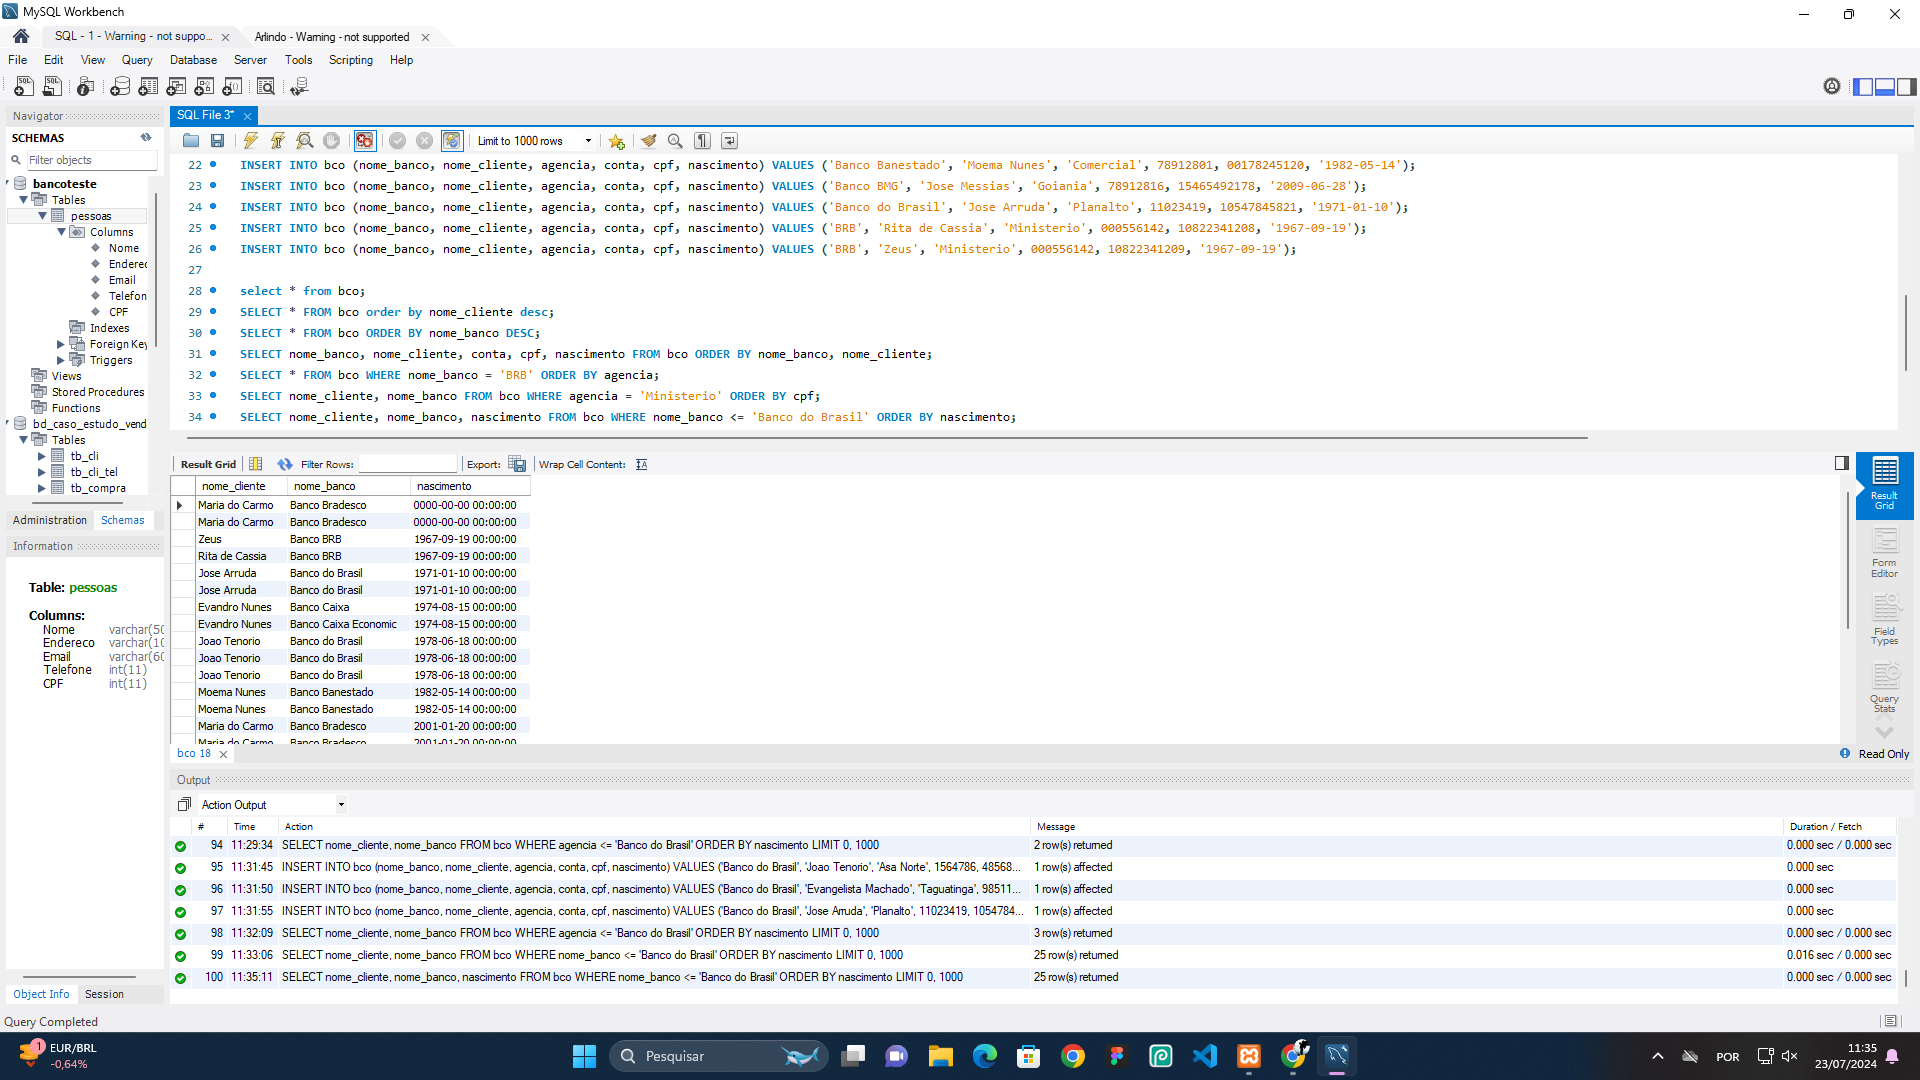 MySQL Workbench
SQL - 1 - Warning - not suppo...
Arlindo - Warning - not supported
File Edit View Query Database Server Tools Scripting Help
Navigator
SCHEMAS
Filter objects
bancoteste
Tables
pessoas
Columns
Nome
Enderec
Email
Telefon
CPF
Indexes
Foreign Key
Triggers
Views
Stored Procedures
Functions
bd_caso_estudo_vend
Tables
tb_cli
tb_cli_tel
tb_compra
Administration Schemas
Information
Table: pessoas
Columns:
Nome varchar(50
Endereco varchar(10
Email varchar(60
Telefone int(11)
CPF int(11)
Object Info Session
SQL File 3*
Limit to 1000 rows
22 INSERT INTO bco (nome_banco, nome_cliente, agencia, conta, cpf, nascimento) VALUES ('Banco Banestado', 'Moema Nunes', 'Comercial', 78912801, 00178245120, '1982-05-14');
23 INSERT INTO bco (nome_banco, nome_cliente, agencia, conta, cpf, nascimento) VALUES ('Banco BMG', 'Jose Messias', 'Goiania', 78912816, 15465492178, '2009-06-28');
24 INSERT INTO bco (nome_banco, nome_cliente, agencia, conta, cpf, nascimento) VALUES ('Banco do Brasil', 'Jose Arruda', 'Planalto', 11023419, 10547845821, '1971-01-10');
25 INSERT INTO bco (nome_banco, nome_cliente, agencia, conta, cpf, nascimento) VALUES ('BRB', 'Rita de Cassia', 'Ministerio', 000556142, 10822341208, '1967-09-19');
26 INSERT INTO bco (nome_banco, nome_cliente, agencia, conta, cpf, nascimento) VALUES ('BRB', 'Zeus', 'Ministerio', 000556142, 10822341209, '1967-09-19');
27
28 select * from bco;
29 SELECT * FROM bco order by nome_cliente desc;
30 SELECT * FROM bco ORDER BY nome_banco DESC;
31 SELECT nome_banco, nome_cliente, conta, cpf, nascimento FROM bco ORDER BY nome_banco, nome_cliente;
32 SELECT * FROM bco WHERE nome_banco = 'BRB' ORDER BY agencia;
33 SELECT nome_cliente, nome_banco FROM bco WHERE agencia = 'Ministerio' ORDER BY cpf;
34 SELECT nome_cliente, nome_banco, nascimento FROM bco WHERE nome_banco <= 'Banco do Brasil' ORDER BY nascimento;
Result Grid Filter Rows: Export: Wrap Cell Content:
nome_cliente nome_banco nascimento
Maria do Carmo Banco Bradesco 0000-00-00 00:00:00
Maria do Carmo Banco Bradesco 0000-00-00 00:00:00
Zeus Banco BRB 1967-09-19 00:00:00
Rita de Cassia Banco BRB 1967-09-19 00:00:00
Jose Arruda Banco do Brasil 1971-01-10 00:00:00
Jose Arruda Banco do Brasil 1971-01-10 00:00:00
Evandro Nunes Banco Caixa 1974-08-15 00:00:00
Evandro Nunes Banco Caixa Economic 1974-08-15 00:00:00
Joao Tenorio Banco do Brasil 1978-06-18 00:00:00
Joao Tenorio Banco do Brasil 1978-06-18 00:00:00
Joao Tenorio Banco do Brasil 1978-06-18 00:00:00
Moema Nunes Banco Banestado 1982-05-14 00:00:00
Moema Nunes Banco Banestado 1982-05-14 00:00:00
Maria do Carmo Banco Bradesco 2001-01-20 00:00:00
Maria do Carmo Banco Bradesco 2001-01-20 00:00:00
Result Grid
Form Editor
Field Types
Query Stats
bco 18
Read Only
Output
Action Output
# Time Action Message Duration / Fetch
94 11:29:34 SELECT nome_cliente, nome_banco FROM bco WHERE agencia <= 'Banco do Brasil' ORDER BY nascimento LIMIT 0, 1000 2 row(s) returned 0.000 sec / 0.000 sec
95 11:31:45 INSERT INTO bco (nome_banco, nome_cliente, agencia, conta, cpf, nascimento) VALUES ('Banco do Brasil', 'Joao Tenorio', 'Asa Norte', 1564786, 48568... 1 row(s) affected 0.000 sec
96 11:31:50 INSERT INTO bco (nome_banco, nome_cliente, agencia, conta, cpf, nascimento) VALUES ('Banco do Brasil', 'Evangelista Machado', 'Taguatinga', 98511... 1 row(s) affected 0.000 sec
97 11:31:55 INSERT INTO bco (nome_banco, nome_cliente, agencia, conta, cpf, nascimento) VALUES ('Banco do Brasil', 'Jose Arruda', 'Planalto', 11023419, 1054784... 1 row(s) affected 0.000 sec
98 11:32:09 SELECT nome_cliente, nome_banco FROM bco WHERE agencia <= 'Banco do Brasil' ORDER BY nascimento LIMIT 0, 1000 3 row(s) returned 0.000 sec / 0.000 sec
99 11:33:06 SELECT nome_cliente, nome_banco FROM bco WHERE nome_banco <= 'Banco do Brasil' ORDER BY nascimento LIMIT 0, 1000 25 row(s) returned 0.016 sec / 0.000 sec
100 11:35:11 SELECT nome_cliente, nome_banco, nascimento FROM bco WHERE nome_banco <= 'Banco do Brasil' ORDER BY nascimento LIMIT 0, 1000 25 row(s) returned 0.000 sec / 0.000 sec
Query Completed
1 EUR/BRL
-0,64%
Pesquisar
POR
11:35
23/07/2024